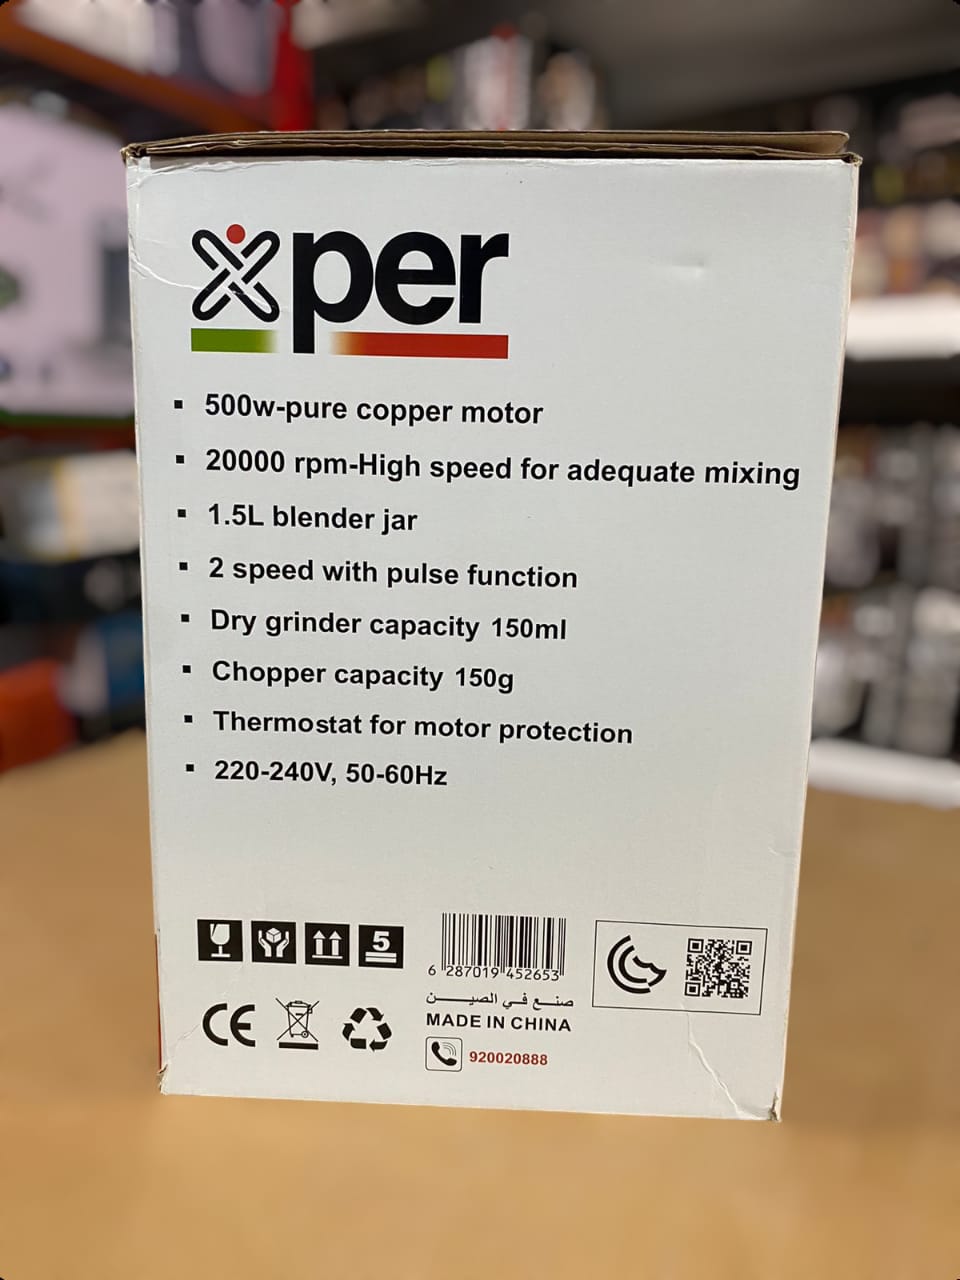 xper
▪ 500w-pure copper motor
▪ 20000 rpm-High speed for adequate mixing
▪ 1.5L blender jar
▪ 2 speed with pulse function
▪ Dry grinder capacity 150ml
▪ Chopper capacity 150g
▪ Thermostat for motor protection
▪ 220-240V, 50-60Hz
5
6 287019 452653
صنع في الصين
MADE IN CHINA
CE
920020888